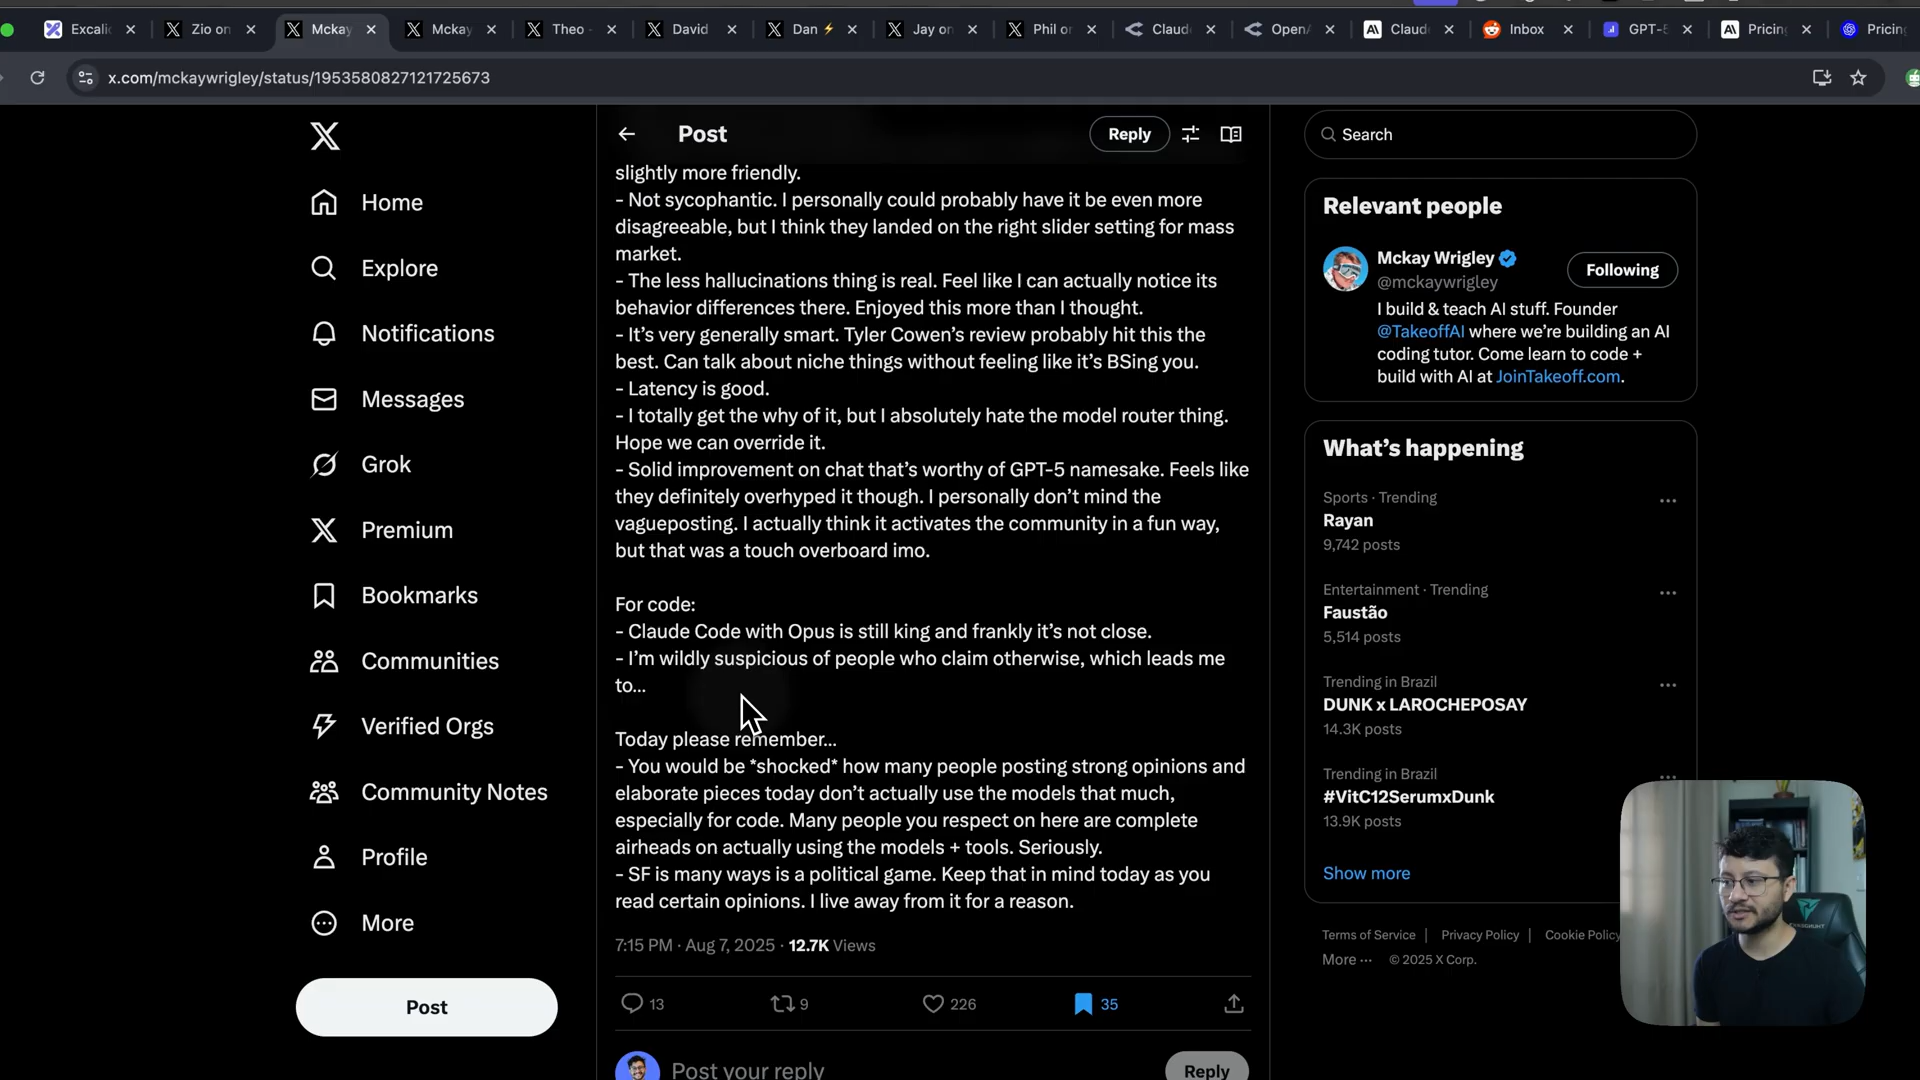 Excalic
Zio on
Mckay
Mckay
Theo -
David
Dan ⚡
Jay on
Phil on
Claud
OpenA
Claud
Inbox
GPT-5
Pricing
Pricing
x.com/mckaywrigley/status/1953580827121725673
Home
Explore
Notifications
Messages
Grok
Premium
Bookmarks
Communities
Verified Orgs
Community Notes
Profile
More
Post
Post
Reply
slightly more friendly.
- Not sycophantic. I personally could probably have it be even more
disagreeable, but I think they landed on the right slider setting for mass
market.
- The less hallucinations thing is real. Feel like I can actually notice its
behavior differences there. Enjoyed this more than I thought.
- It's very generally smart. Tyler Cowen's review probably hit this the
best. Can talk about niche things without feeling like it's BSing you.
- Latency is good.
- I totally get the why of it, but I absolutely hate the model router thing.
Hope we can override it.
- Solid improvement on chat that's worthy of GPT-5 namesake. Feels like
they definitely overhyped it though. I personally don't mind the
vagueposting. I actually think it activates the community in a fun way,
but that was a touch overboard imo.
For code:
- Claude Code with Opus is still king and frankly it's not close.
- I'm wildly suspicious of people who claim otherwise, which leads me
to...
Today please remember...
- You would be *shocked* how many people posting strong opinions and
elaborate pieces today don't actually use the models that much,
especially for code. Many people you respect on here are complete
airheads on actually using the models + tools. Seriously.
- SF is many ways is a political game. Keep that in mind today as you
read certain opinions. I live away from it for a reason.
7:15 PM · Aug 7, 2025 · 12.7K Views
13
9
226
35
Post your reply
Reply
Search
Relevant people
Mckay Wrigley
@mckaywrigley
Following
I build & teach AI stuff. Founder
@TakeoffAI where we're building an AI
coding tutor. Come learn to code +
build with AI at JoinTakeoff.com.
What's happening
Sports · Trending
Rayan
9,742 posts
Entertainment · Trending
Faustão
5,514 posts
Trending in Brazil
DUNK x LAROCHEPOSAY
14.3K posts
Trending in Brazil
#VitC12SerumxDunk
13.9K posts
Show more
Terms of Service | Privacy Policy | Cookie Policy
More ··· © 2025 X Corp.